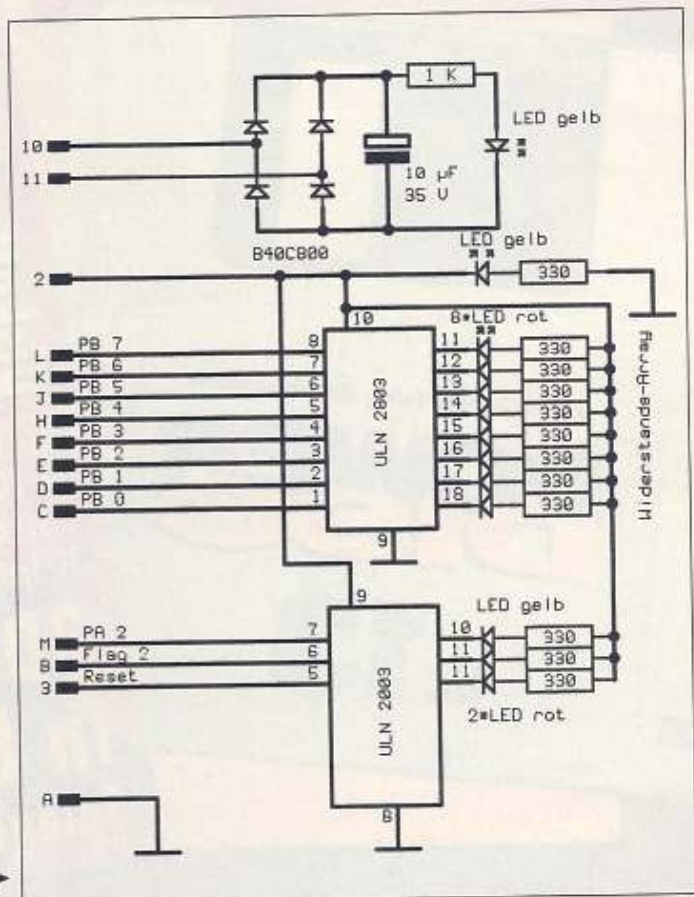 1 K
LED gelb
10
11
10 µF
35 V
B40C800
LED gelb
2
330
10
8*LED rot
L PB 7 8 11 330
K PB 6 7 12 330
J PB 5 6 13 330
H PB 4 5 14 330
F PB 3 4 15 330
E PB 2 3 16 330
D PB 1 2 17 330
C PB 0 1 18 330
ULN 2803
Widerstands-Array
9
9
LED gelb
M PA 2 7 10 330
B Flag 2 6 11 330
3 Reset 5 11 330
ULN 2003
2*LED rot
A
8